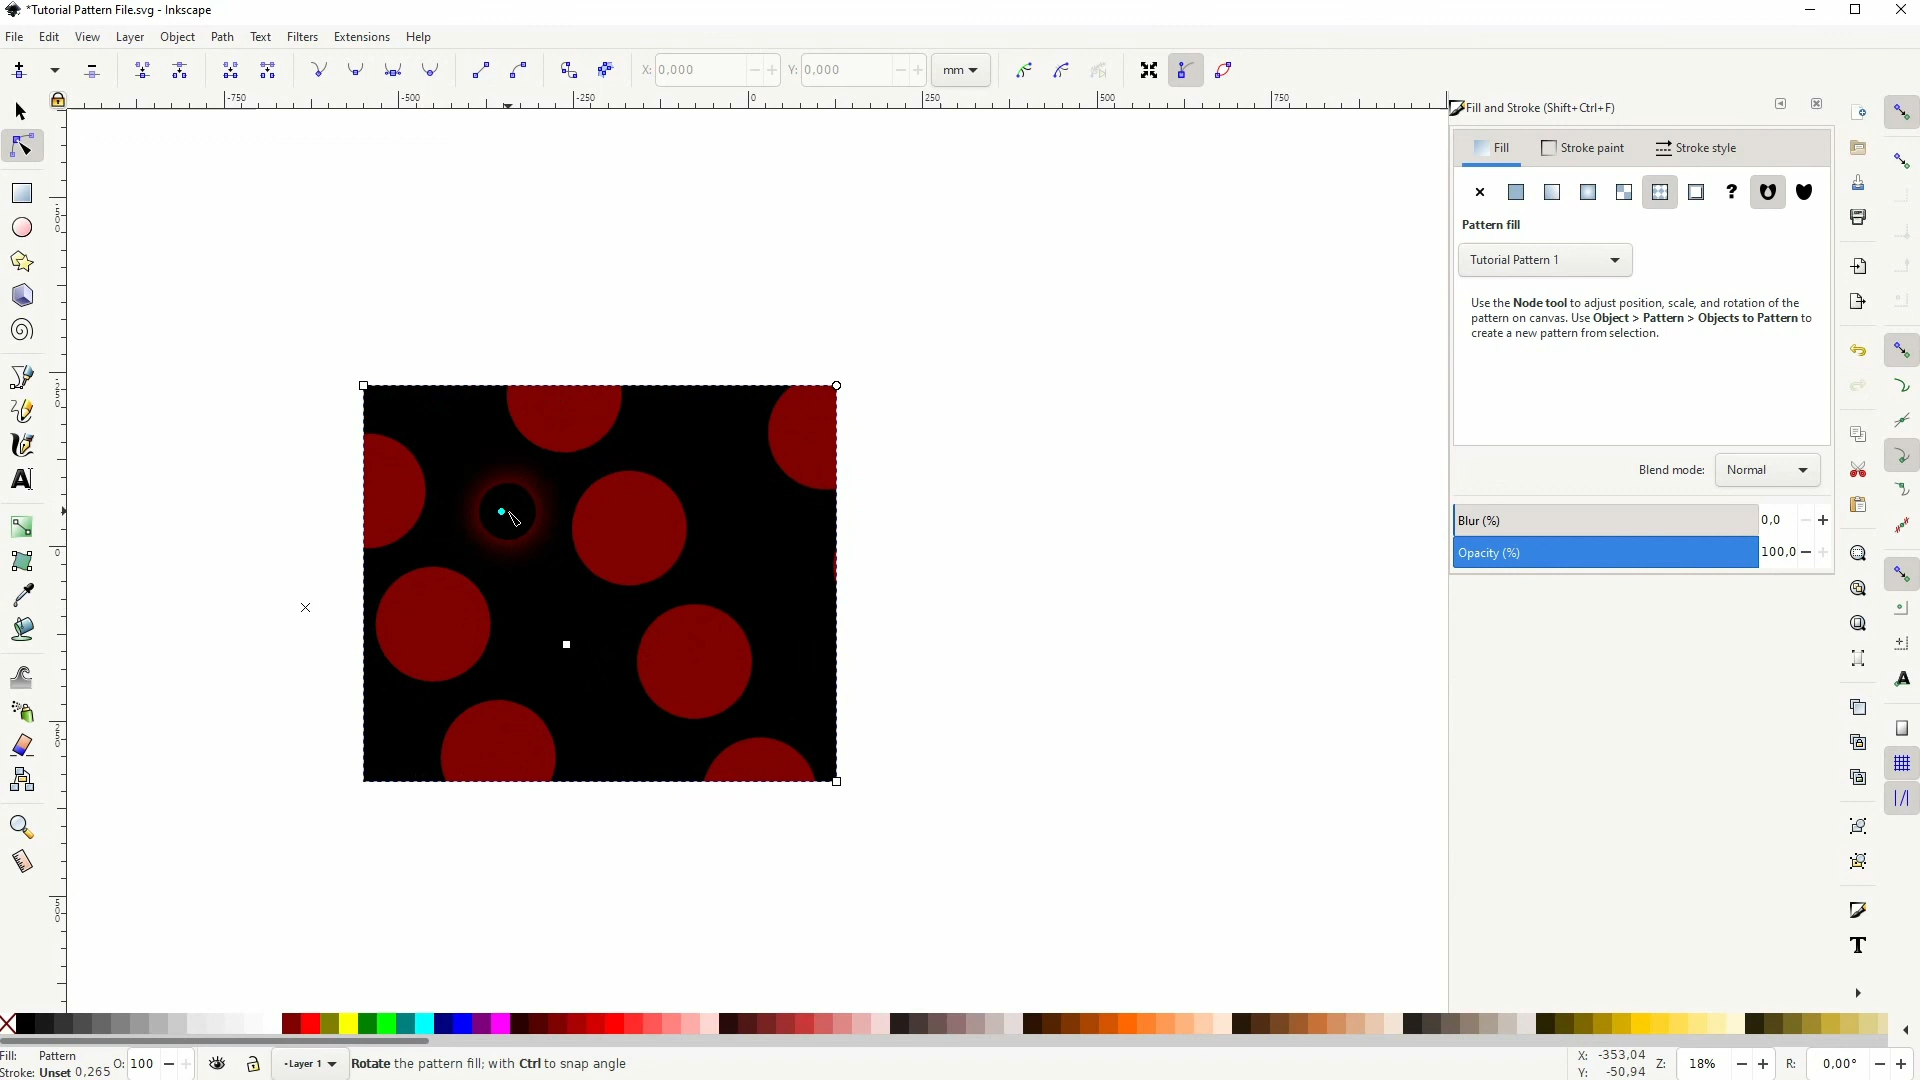 *Tutorial Pattern File.svg - Inkscape
File Edit View Layer Object Path Text Filters Extensions Help
X: 0,000 Y: 0,000 mm
-750 -500 -250 0 250 500 750
Fill and Stroke (Shift+Ctrl+F)
Fill Stroke paint Stroke style
Pattern fill
Tutorial Pattern 1
Use the Node tool to adjust position, scale, and rotation of the
pattern on canvas. Use Object > Pattern > Objects to Pattern to
create a new pattern from selection.
Blend mode: Normal
Blur (%) 0,0
Opacity (%) 100,0
Fill: Pattern
Stroke: Unset 0,265
O: 100
Layer 1
Rotate the pattern fill; with Ctrl to snap angle
X: -353,04
Y: -50,94
Z: 18%
R: 0,00°